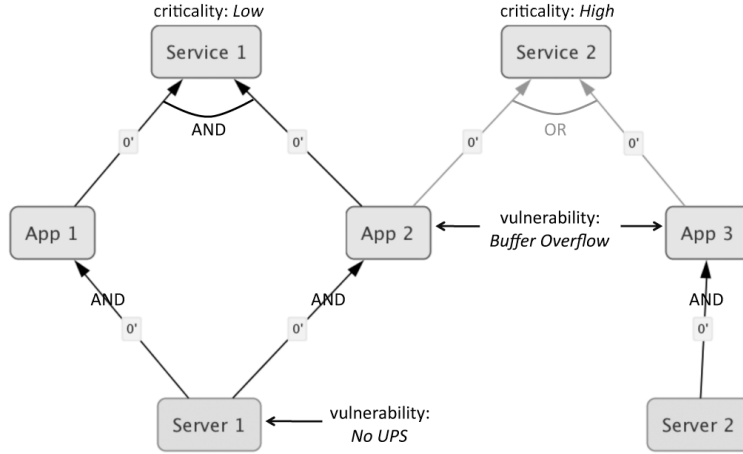 criticality: Low
criticality: High
Service 1
Service 2
AND
OR
0'
0'
0'
0'
App 1
App 2
vulnerability:
Buffer Overflow
App 3
AND
AND
AND
0'
0'
0'
Server 1
vulnerability:
No UPS
Server 2